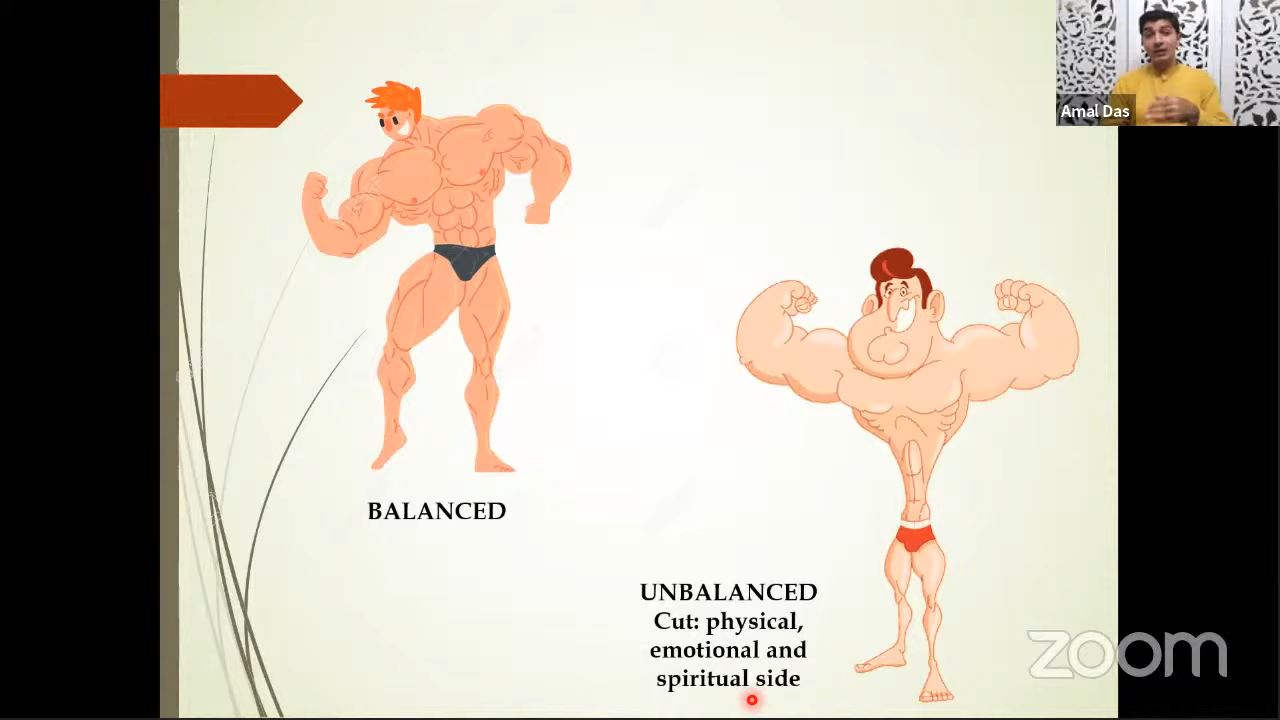 Amal Das
BALANCED
UNBALANCED
Cut: physical,
emotional and
spiritual side
zoom